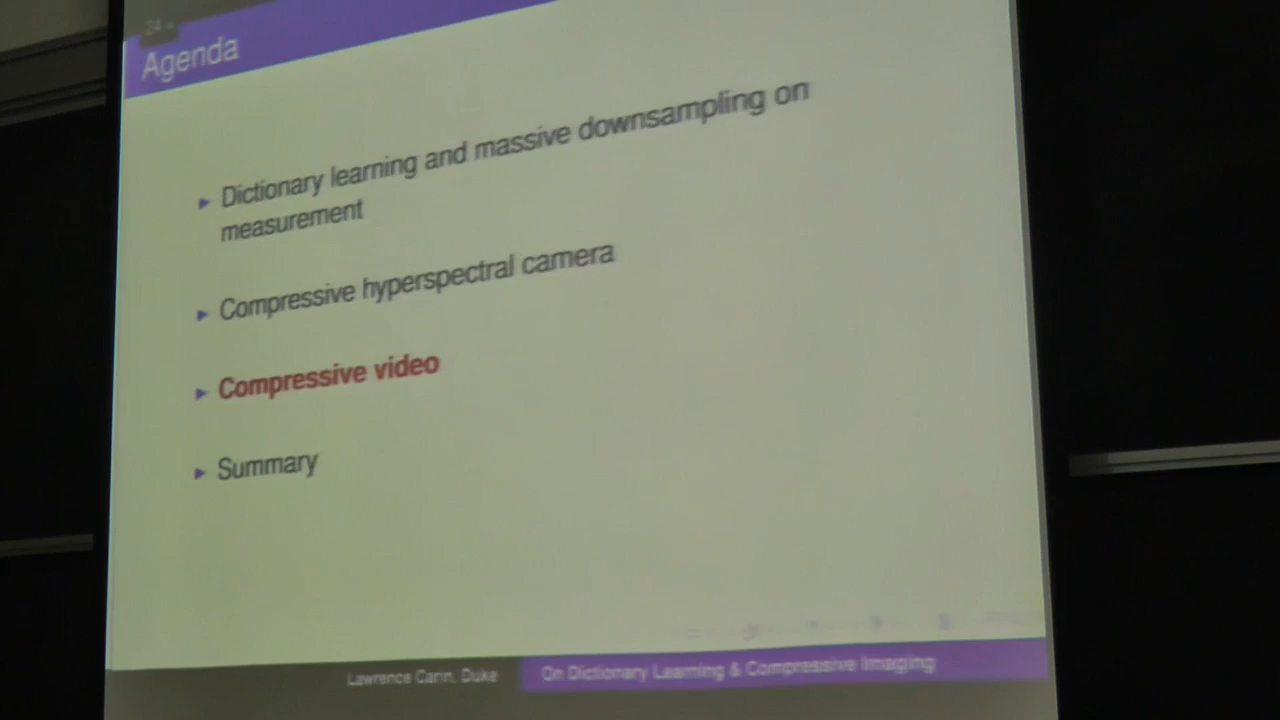 24
Agenda
Dictionary learning and massive downsampling on
measurement
Compressive hyperspectral camera
Compressive video
Summary
Lawrence Carin, Duke
On Dictionary Learning & Compressive Imaging